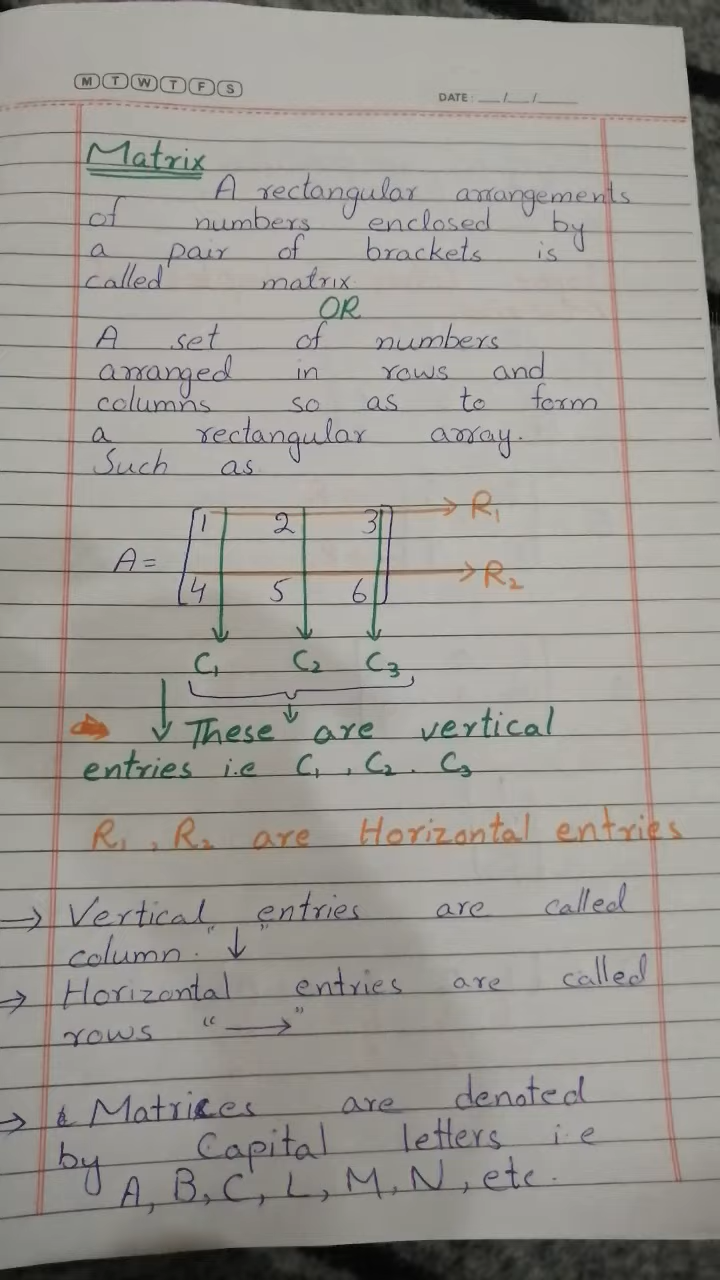 M T W T F S
DATE: __/__/____
Matrix
A rectangular arrangements
of numbers enclosed by
a pair of brackets is
called matrix
OR
A set of numbers
arranged in rows and
columns so as to form
a rectangular array.
Such as
1 2 3 → R₁
A =
4 5 6 → R₂
C₁ C₂ C₃
↓ These ↓ are vertical
entries i.e C₁, C₂. C₃
R₁, R₂ are Horizontal entries
→ Vertical entries are called
column. "↓"
→ Horizontal entries are called
rows "→"
→ Matrices are denoted
by Capital letters i.e
A, B, C, L, M, N, etc.